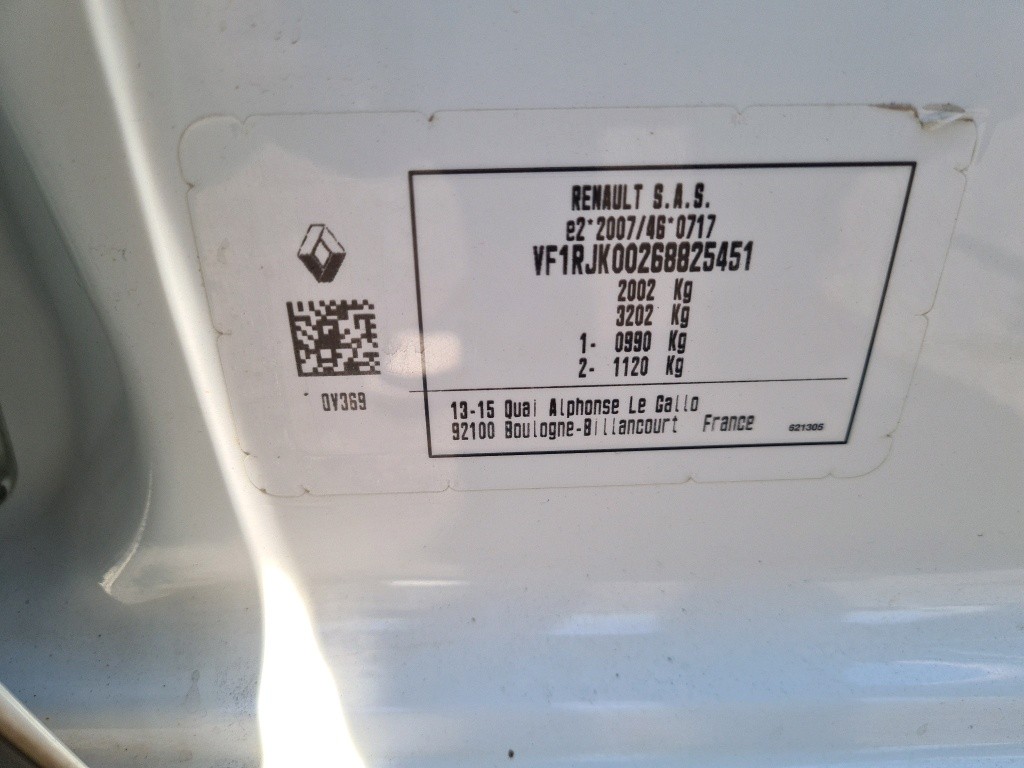 RENAULT S.A.S.
e2*2007/46*0717
VF1RJK00268825451
2002 Kg
3202 Kg
1- 0990 Kg
2- 1120 Kg
0V369
13-15 Quai Alphonse Le Gallo
92100 Boulogne-Billancourt France
621305